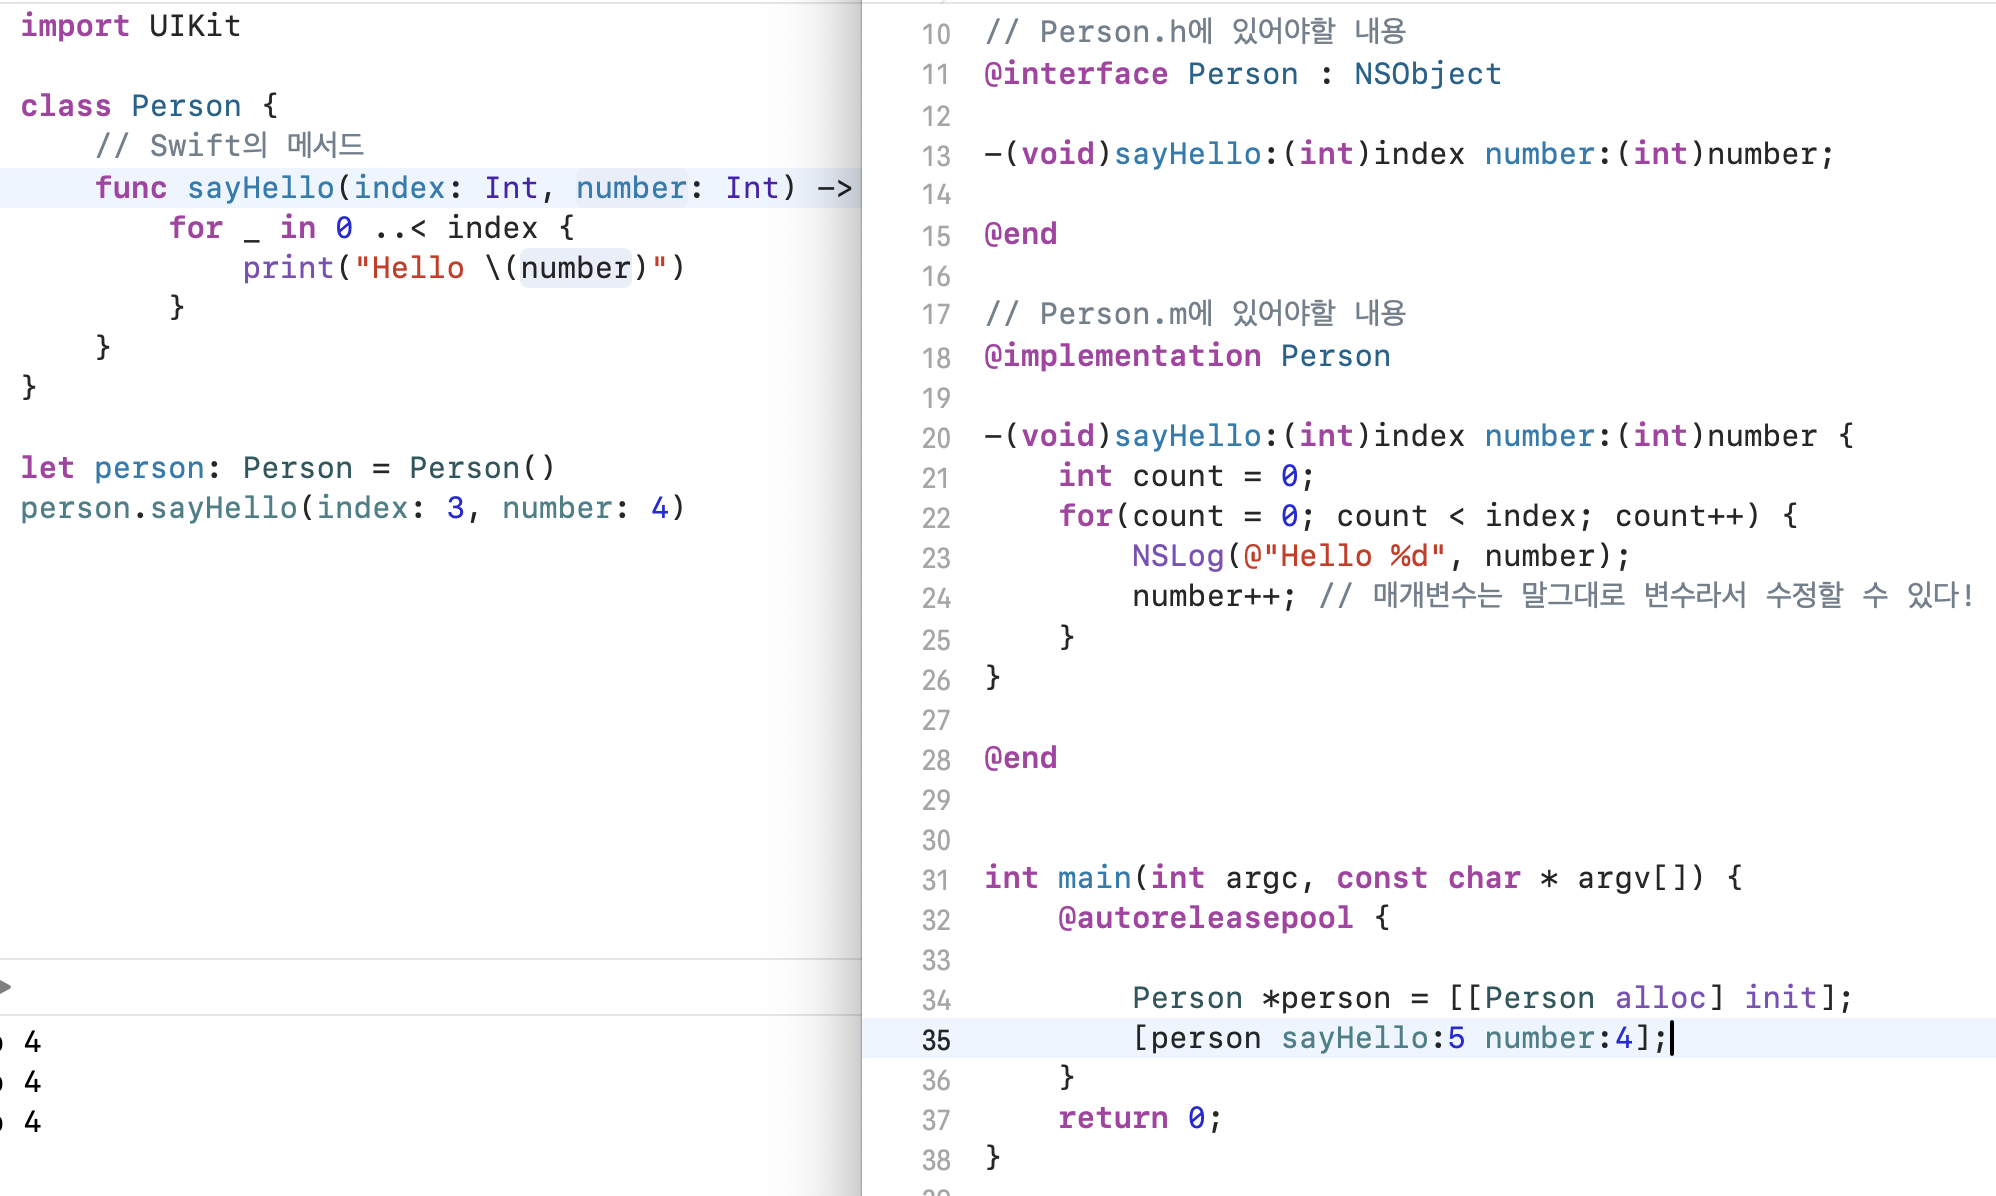 import UIKit
class Person {
// Swift의 메서드
func sayHello(index: Int, number: Int) ->
for _ in 0 ..< index {
print("Hello \(number)")
}
}
}
let person: Person = Person()
person.sayHello(index: 3, number: 4)
4
4
4
10 // Person.h에 있어야할 내용
11 @interface Person : NSObject
12
13 -(void)sayHello:(int)index number:(int)number;
14
15 @end
16
17 // Person.m에 있어야할 내용
18 @implementation Person
19
20 -(void)sayHello:(int)index number:(int)number {
21 int count = 0;
22 for(count = 0; count < index; count++) {
23 NSLog(@"Hello %d", number);
24 number++; // 매개변수는 말그대로 변수라서 수정할 수 있다!
25 }
26 }
27
28 @end
29
30
31 int main(int argc, const char * argv[]) {
32 @autoreleasepool {
33
34 Person *person = [[Person alloc] init];
35 [person sayHello:5 number:4];
36 }
37 return 0;
38 }